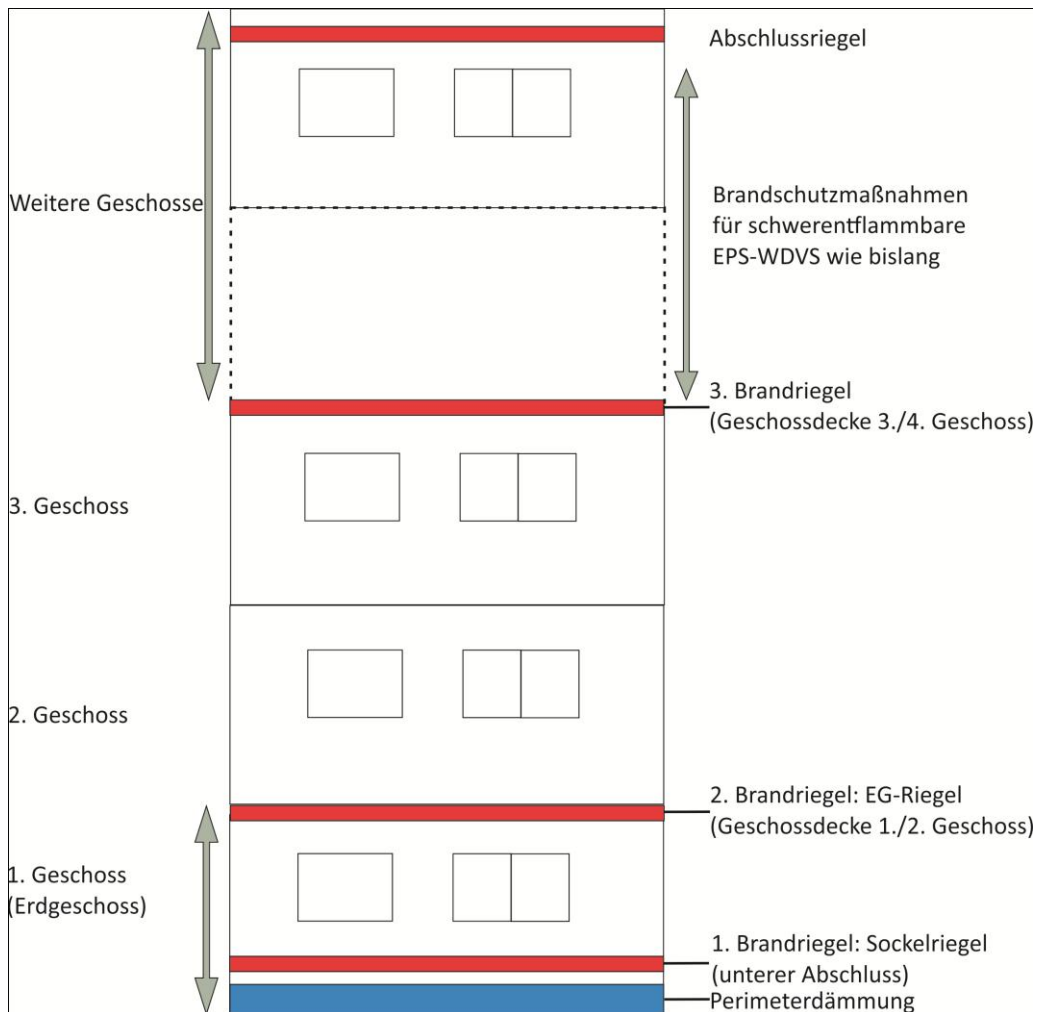 Abschlussriegel
Weitere Geschosse
Brandschutzmaßnahmen
für schwerentflammbare
EPS-WDVS wie bislang
3. Brandriegel
(Geschossdecke 3./4. Geschoss)
3. Geschoss
2. Geschoss
2. Brandriegel: EG-Riegel
(Geschossdecke 1./2. Geschoss)
1. Geschoss
(Erdgeschoss)
1. Brandriegel: Sockelriegel
(unterer Abschluss)
Perimeterdämmung